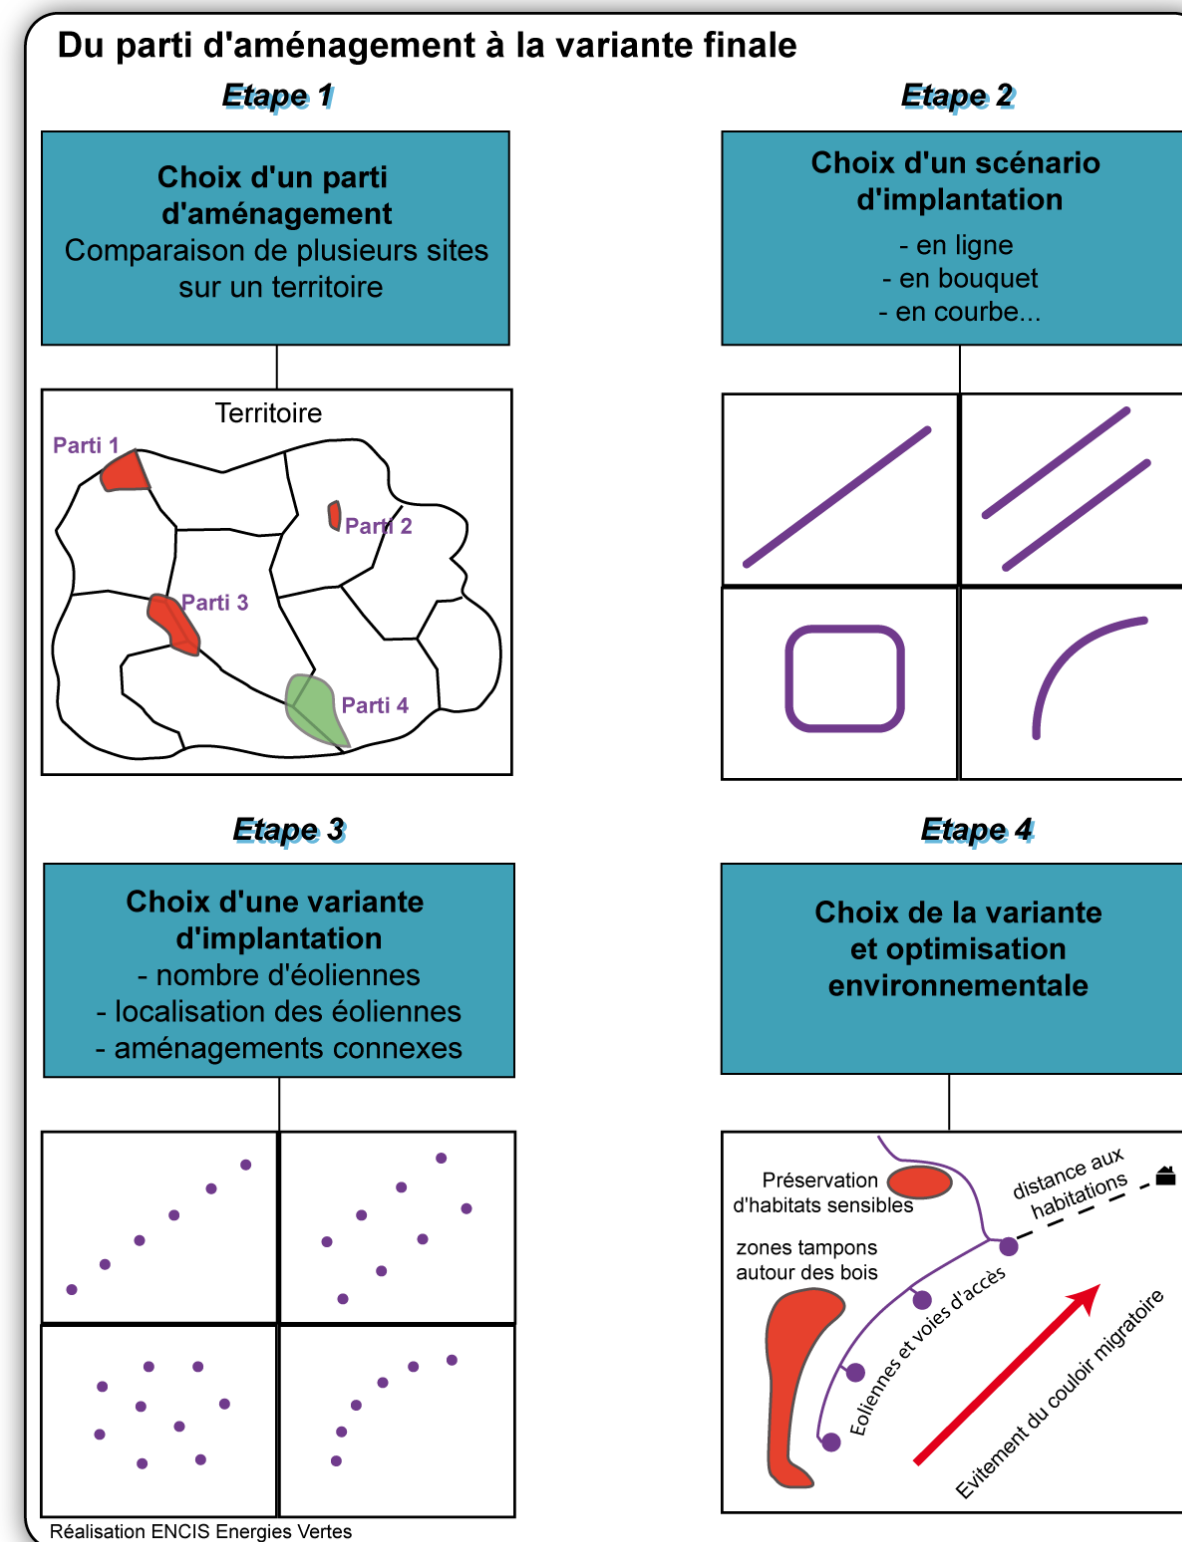 Du parti d'aménagement à la variante finale
Etape 1
Choix d'un parti
d'aménagement
Comparaison de plusieurs sites
sur un territoire
Territoire
Parti 1
Parti 2
Parti 3
Parti 4
Etape 2
Choix d'un scénario
d'implantation
- en ligne
- en bouquet
- en courbe...
Etape 3
Choix d'une variante
d'implantation
- nombre d'éoliennes
- localisation des éoliennes
- aménagements connexes
Etape 4
Choix de la variante
et optimisation
environnementale
Préservation
d'habitats sensibles
distance aux
habitations
zones tampons
autour des bois
Eoliennes et voies d'accès
Evitement du couloir migratoire
Réalisation ENCIS Energies Vertes